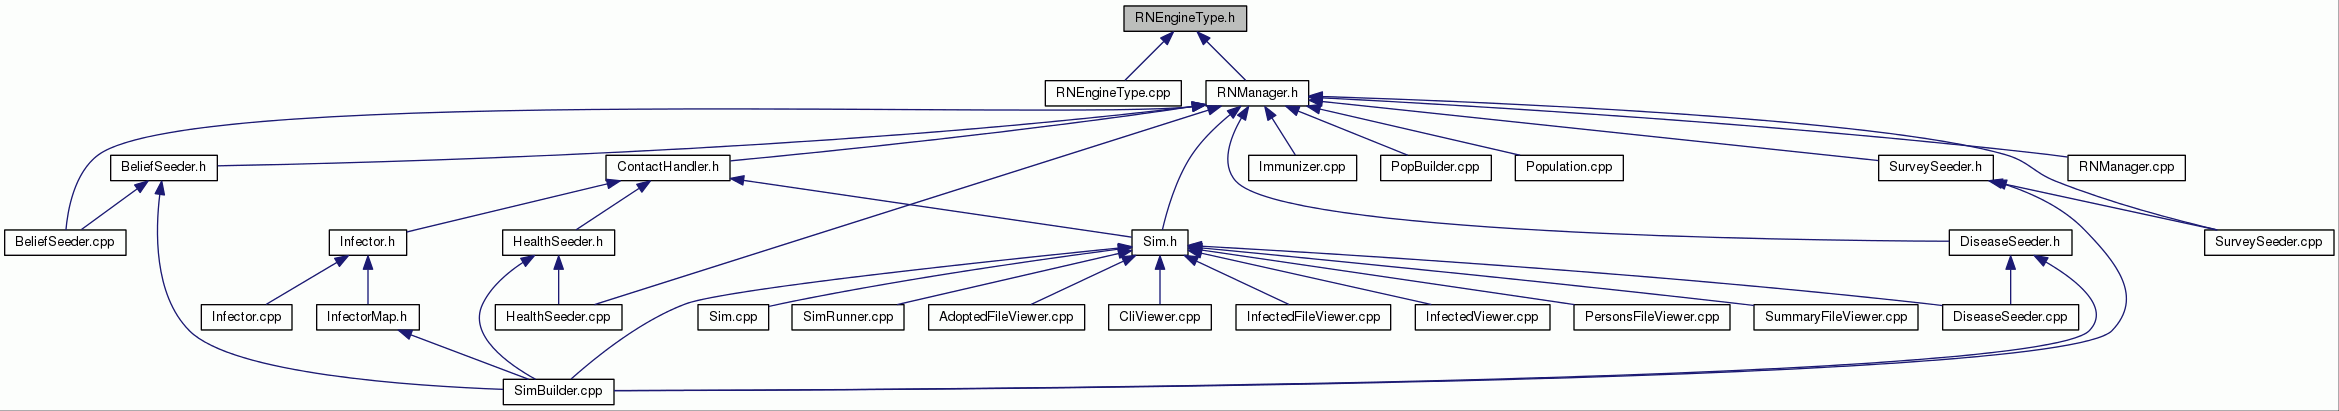 RNEngineType.h
RNEngineType.cpp
RNManager.h
BeliefSeeder.h
ContactHandler.h
Immunizer.cpp
PopBuilder.cpp
Population.cpp
SurveySeeder.h
RNManager.cpp
BeliefSeeder.cpp
Infector.h
HealthSeeder.h
Sim.h
DiseaseSeeder.h
SurveySeeder.cpp
Infector.cpp
InfectorMap.h
HealthSeeder.cpp
Sim.cpp
SimRunner.cpp
AdoptedFileViewer.cpp
CliViewer.cpp
InfectedFileViewer.cpp
InfectedViewer.cpp
PersonsFileViewer.cpp
SummaryFileViewer.cpp
DiseaseSeeder.cpp
SimBuilder.cpp